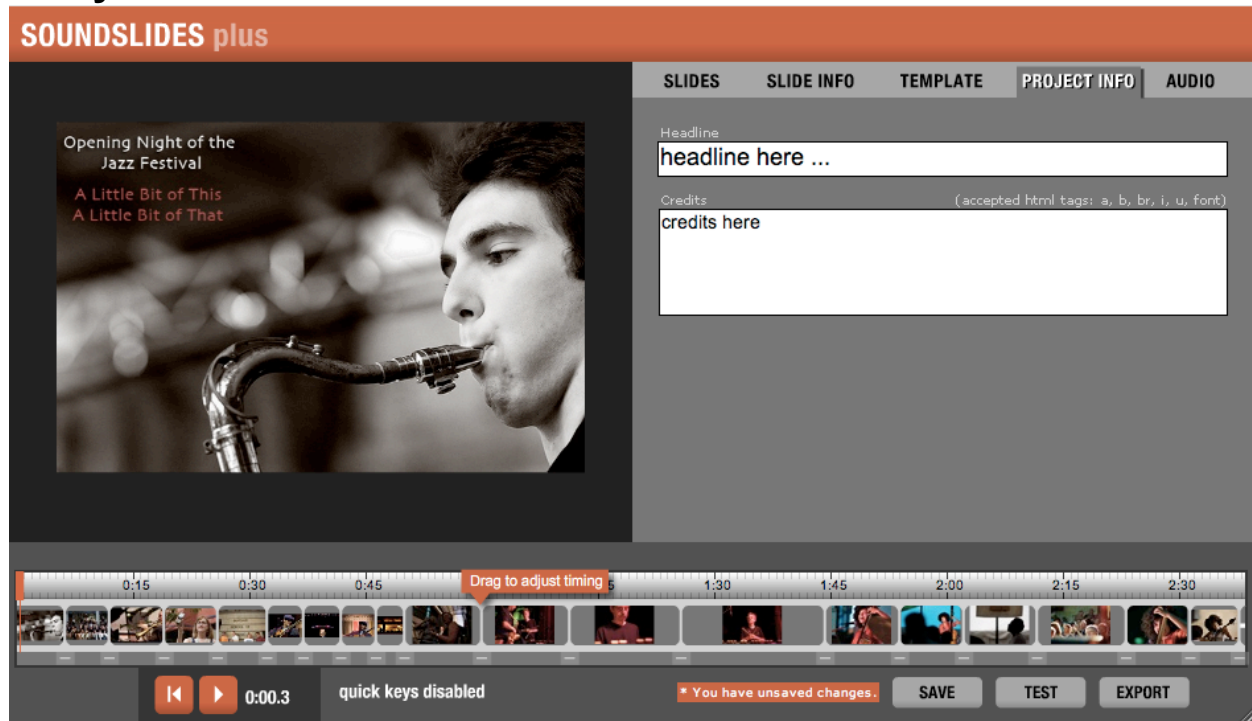 SOUNDSLIDES plus
SLIDES SLIDE INFO TEMPLATE PROJECT INFO AUDIO
Opening Night of the
Jazz Festival
A Little Bit of This
A Little Bit of That
Headline
headline here ...
Credits (accepted html tags: a, b, br, i, u, font)
credits here
0:15 0:30 0:45 Drag to adjust timing 1:30 1:45 2:00 2:15 2:30
0:00.3 quick keys disabled * You have unsaved changes. SAVE TEST EXPORT